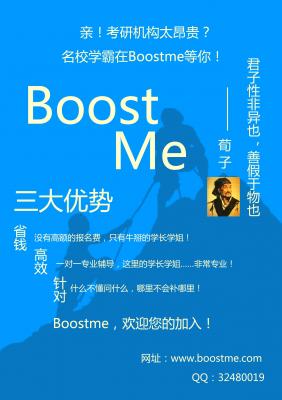 亲！考研机构太昂贵？
名校学霸在Boostme等你！
Boost
Me
君子性非异也，善假于物也
——荀子
三大优势
省钱
没有高额的报名费，只有牛掰的学长学姐！
高效
一对一专业辅导，这里的学长学姐……非常专业！
针对
什么不懂问什么，哪里不会补哪里！
Boostme，欢迎您的加入！
网址：www.boostme.com
QQ：32480019